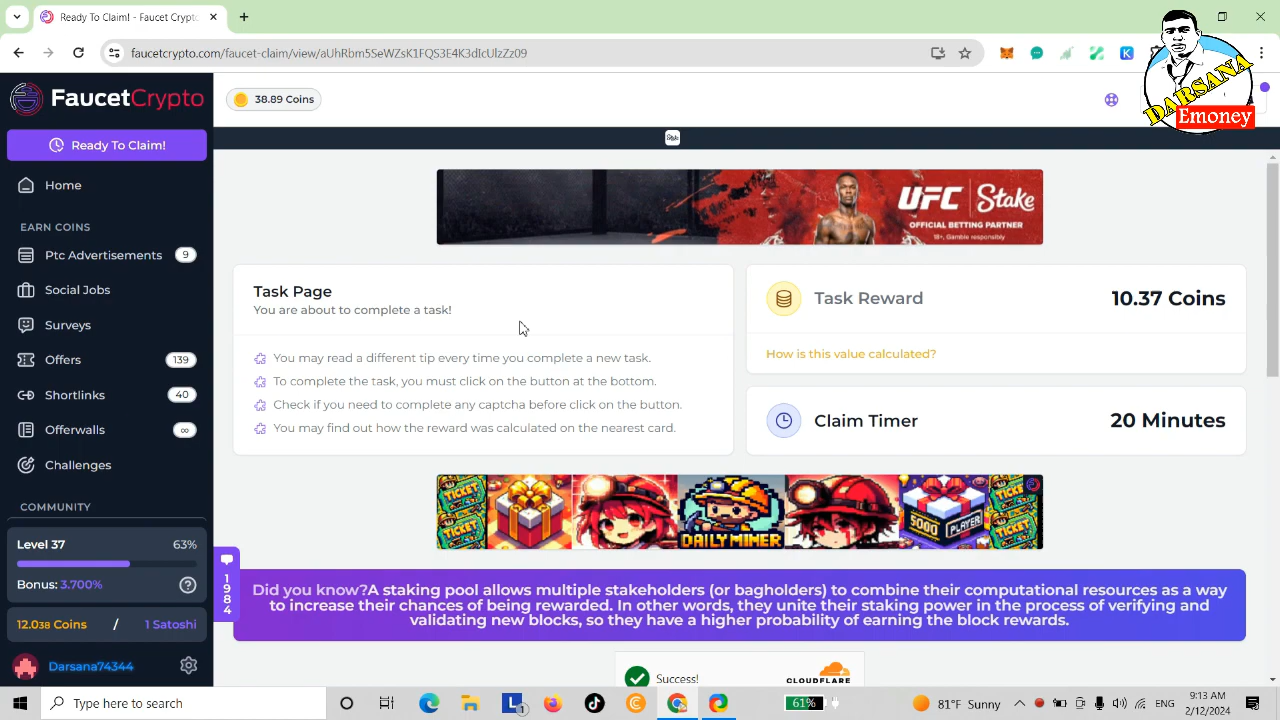 Ready To Claim! - Faucet Crypto
faucetcrypto.com/faucet-claim/view/aUhRbm5SeWZsK1FQS3E4K3dIcUlzZz09
DARSANA
Emoney
FaucetCrypto
38.89 Coins
Ready To Claim!
Stake
Home
EARN COINS
Ptc Advertisements 9
Social Jobs
Surveys
Offers 139
Shortlinks 40
Offerwalls ∞
Challenges
COMMUNITY
Level 37 63%
Bonus: 3.700%
12.038 Coins / 1 Satoshi
Darsana74344
1984
UFC Stake
OFFICIAL BETTING PARTNER
18+, Gamble responsibly
Task Page
You are about to complete a task!
You may read a different tip every time you complete a new task.
To complete the task, you must click on the button at the bottom.
Check if you need to complete any captcha before click on the button.
You may find out how the reward was calculated on the nearest card.
Task Reward 10.37 Coins
How is this value calculated?
Claim Timer 20 Minutes
TICKET
TICKET
DAILY MINER
5000
PLAYER
TICKET
TICKET
Did you know?A staking pool allows multiple stakeholders (or bagholders) to combine their computational resources as a way
to increase their chances of being rewarded. In other words, they unite their staking power in the process of verifying and
validating new blocks, so they have a higher probability of earning the block rewards.
Success!
CLOUDFLARE
Type here to search
61%
81°F Sunny
ENG
9:13 AM
2/12/2024